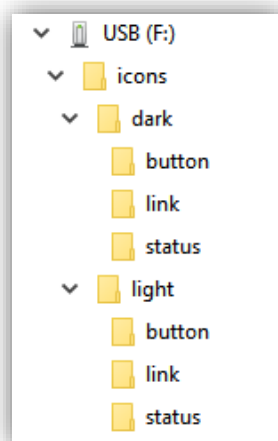 USB (F:)
icons
dark
button
link
status
light
button
link
status